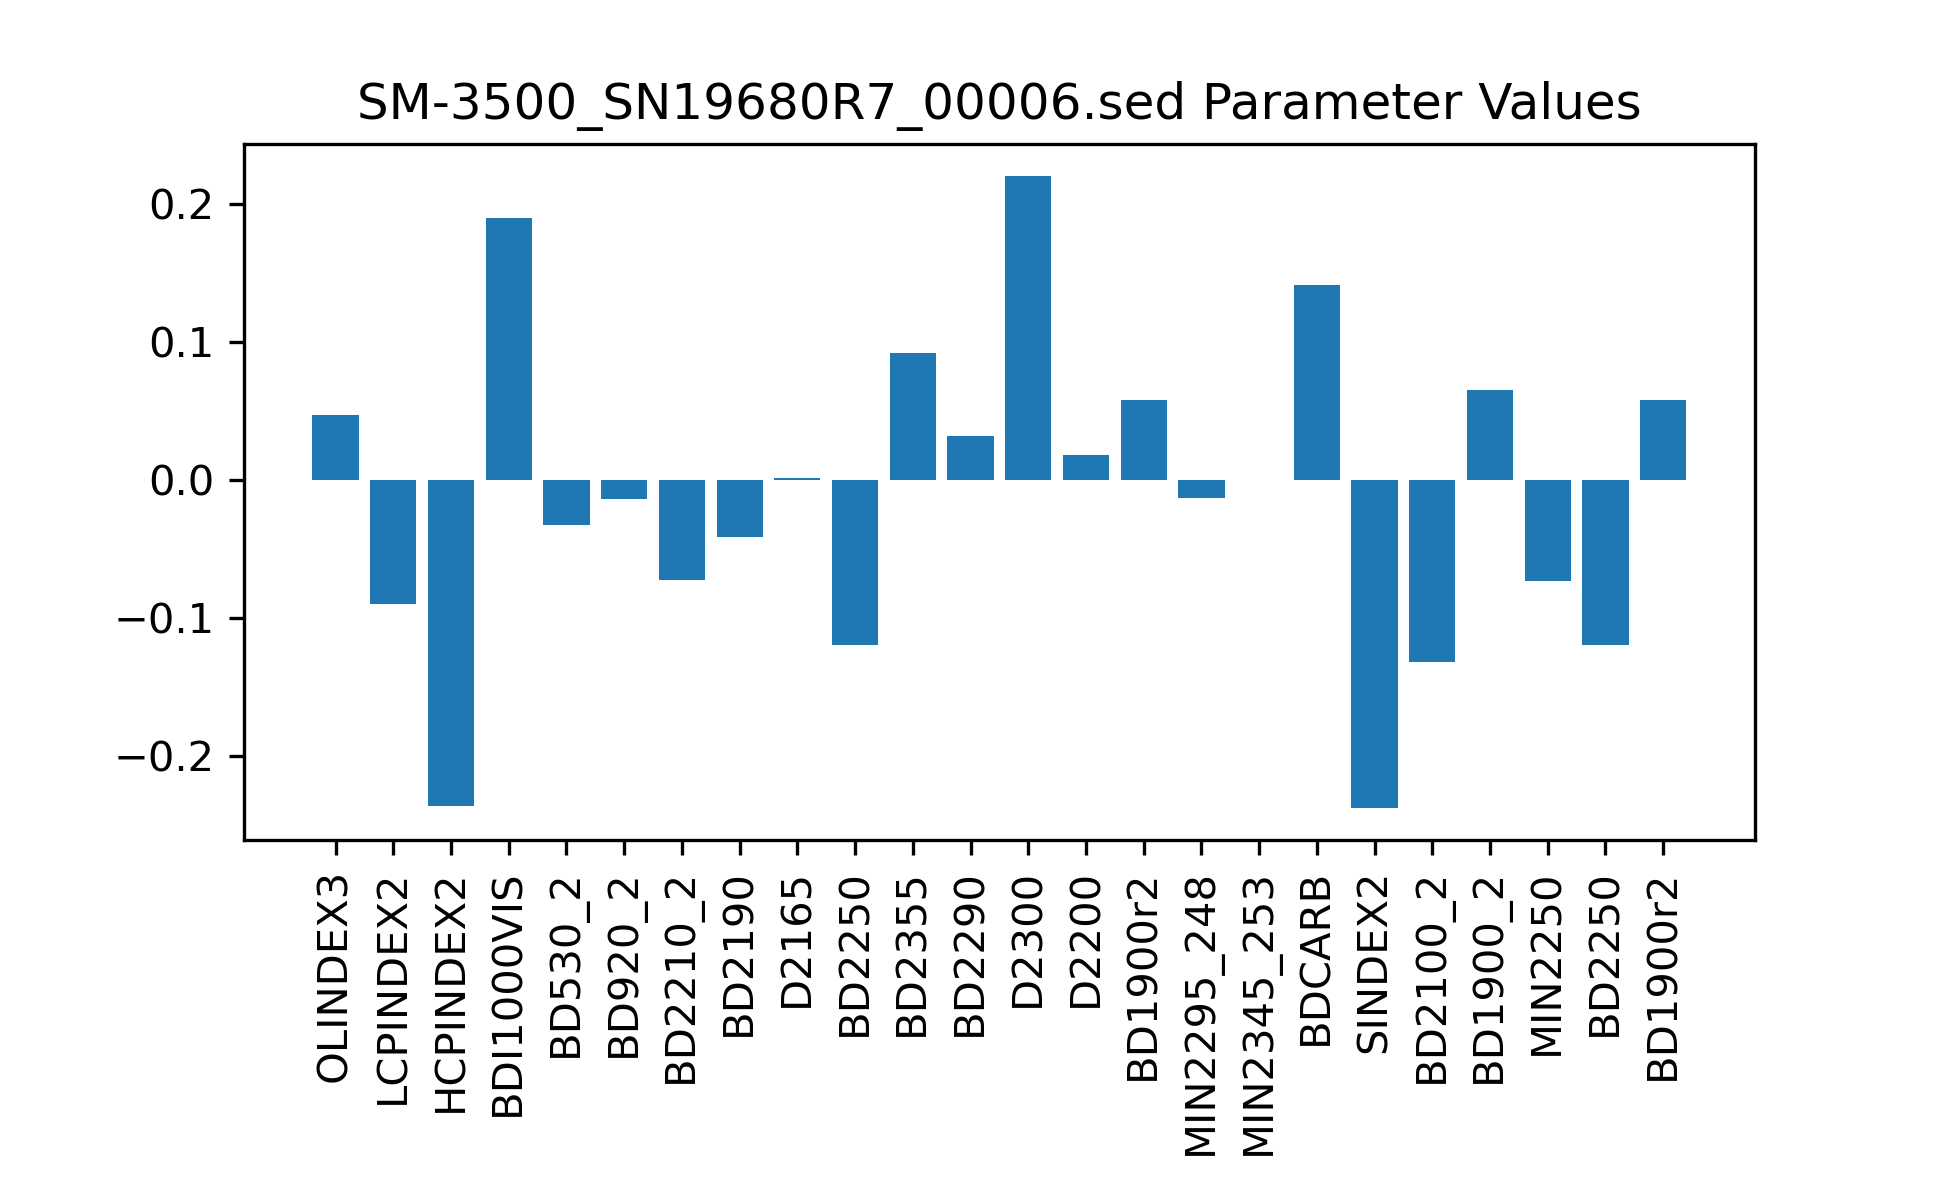 SM-3500_SN19680R7_00006.sed Parameter Values
0.2
0.1
0.0
−0.1
−0.2
OLINDEX3
LCPINDEX2
HCPINDEX2
BDI1000VIS
BD530_2
BD920_2
BD2210_2
BD2190
D2165
BD2250
BD2355
BD2290
D2300
D2200
BD1900r2
MIN2295_248
MIN2345_253
BDCARB
SINDEX2
BD2100_2
BD1900_2
MIN2250
BD2250
BD1900r2